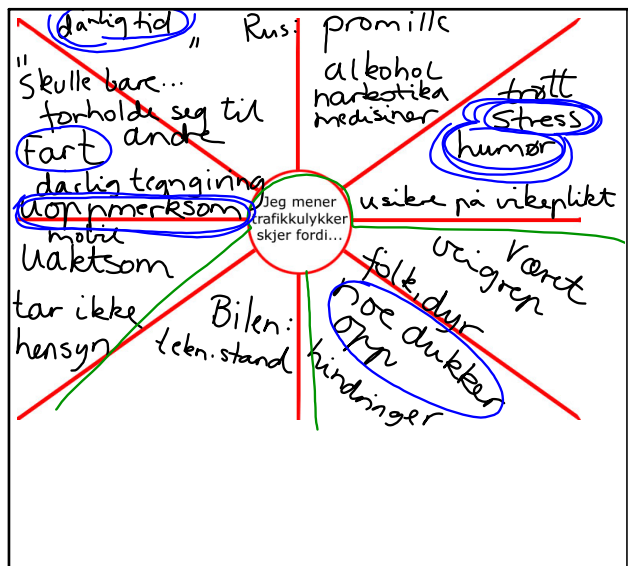 dårlig tid
"Skulle bare... "
forholde seg til
andre
Fart
dårlig tegngivning
uoppmerksom
mobil
Uaktsom
tar ikke
hensyn
Rus: promille
alkohol
narkotika
medisiner
trøtt
stress
humør
usikre på vikeplikt
Jeg mener
trafikkulykker
skjer fordi...
Været
veigrep
folk, dyr
noe dukker
opp
hindringer
Bilen:
tekn. stand